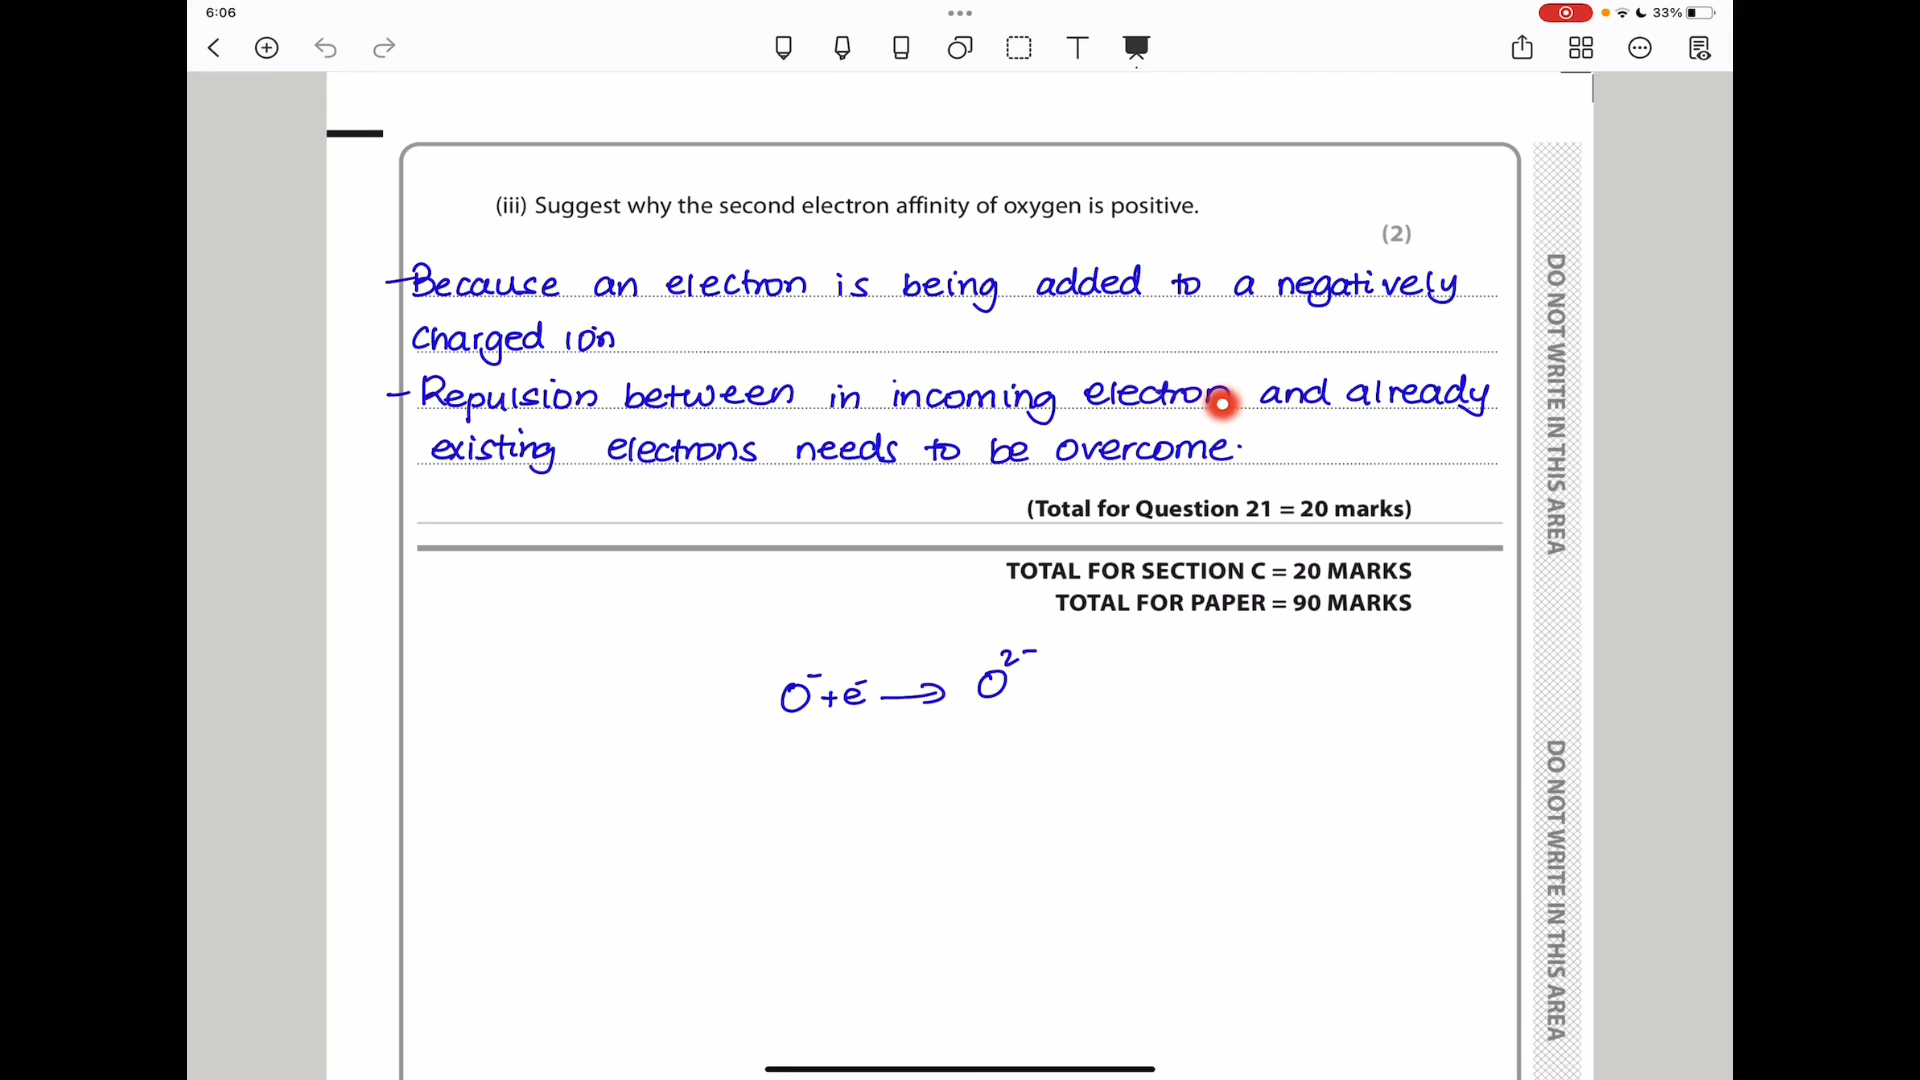 6:06
33%
(iii) Suggest why the second electron affinity of oxygen is positive.
(2)
- Because an electron is being added to a negatively
charged ion
- Repulsion between in incoming electron and already
existing electrons needs to be overcome.
(Total for Question 21 = 20 marks)
TOTAL FOR SECTION C = 20 MARKS
TOTAL FOR PAPER = 90 MARKS
O⁻ + e⁻ → O²⁻
DO NOT WRITE IN THIS AREA
DO NOT WRITE IN THIS AREA